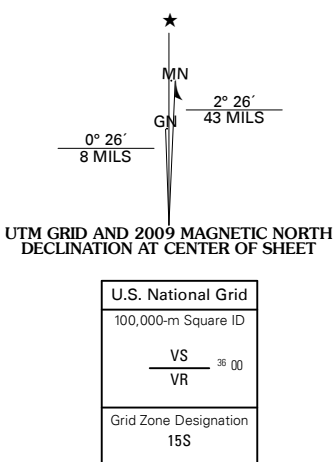 ★
MN
GN
2° 26´
43 MILS
0° 26´
8 MILS
UTM GRID AND 2009 MAGNETIC NORTH
DECLINATION AT CENTER OF SHEET
U.S. National Grid
100,000-m Square ID
VS
36 00
VR
Grid Zone Designation
15S